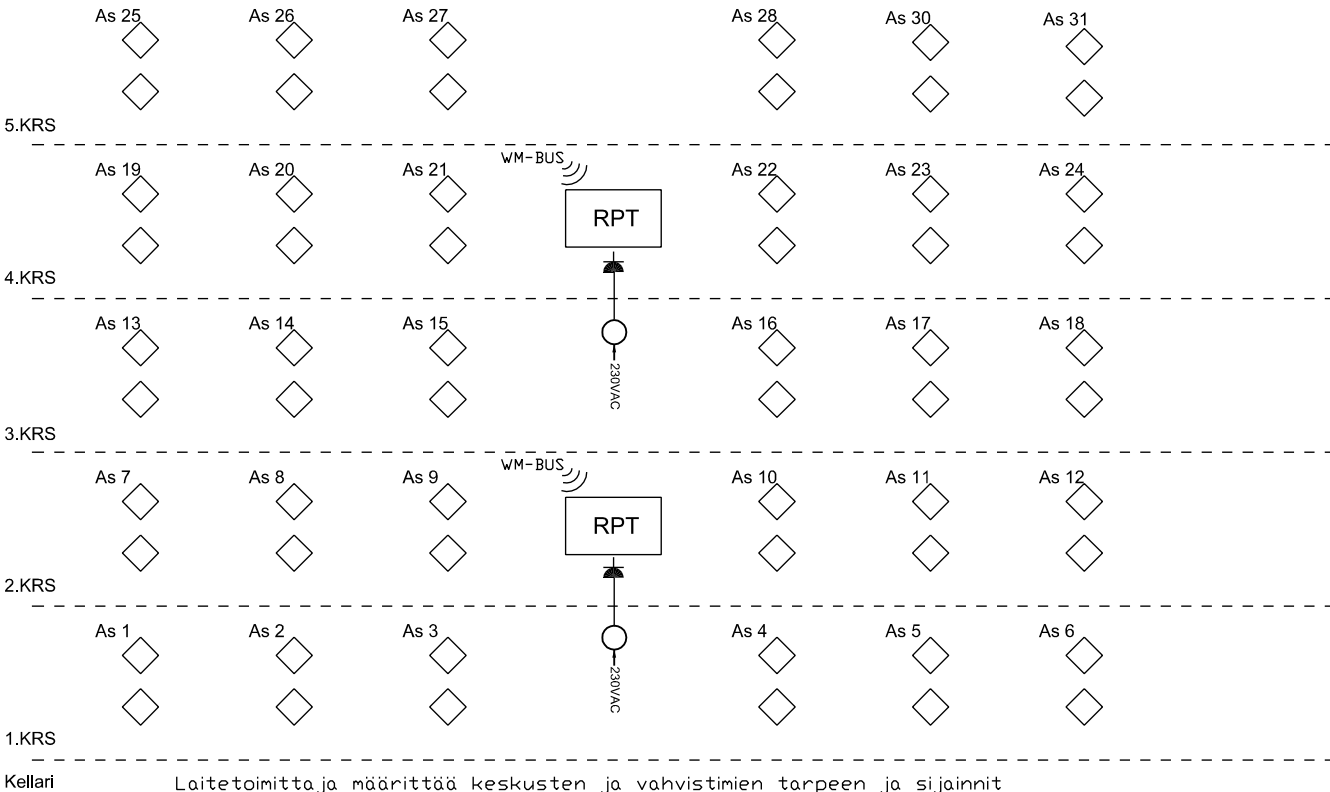 As 25 As 26 As 27 As 28 As 30 As 31
5.KRS
WM-BUS
As 19 As 20 As 21 RPT As 22 As 23 As 24
4.KRS
As 13 As 14 As 15 As 16 As 17 As 18
230VAC
3.KRS
WM-BUS
As 7 As 8 As 9 RPT As 10 As 11 As 12
2.KRS
As 1 As 2 As 3 As 4 As 5 As 6
230VAC
1.KRS
Kellari Laitetoimittaja määrittää keskusten ja vahvistimien tarpeen ja sijainnit